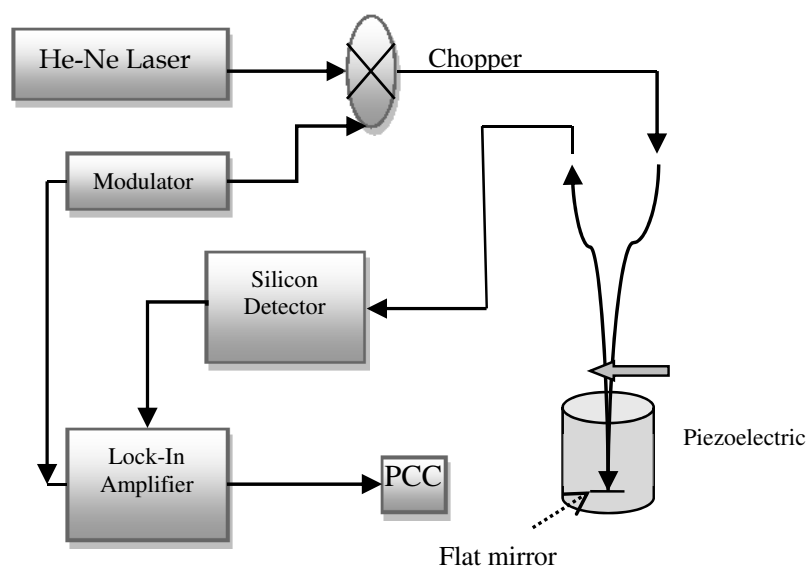 He-Ne Laser
Chopper
Modulator
Silicon
Detector
Piezoelectric
Lock-In
Amplifier
PCC
Flat mirror